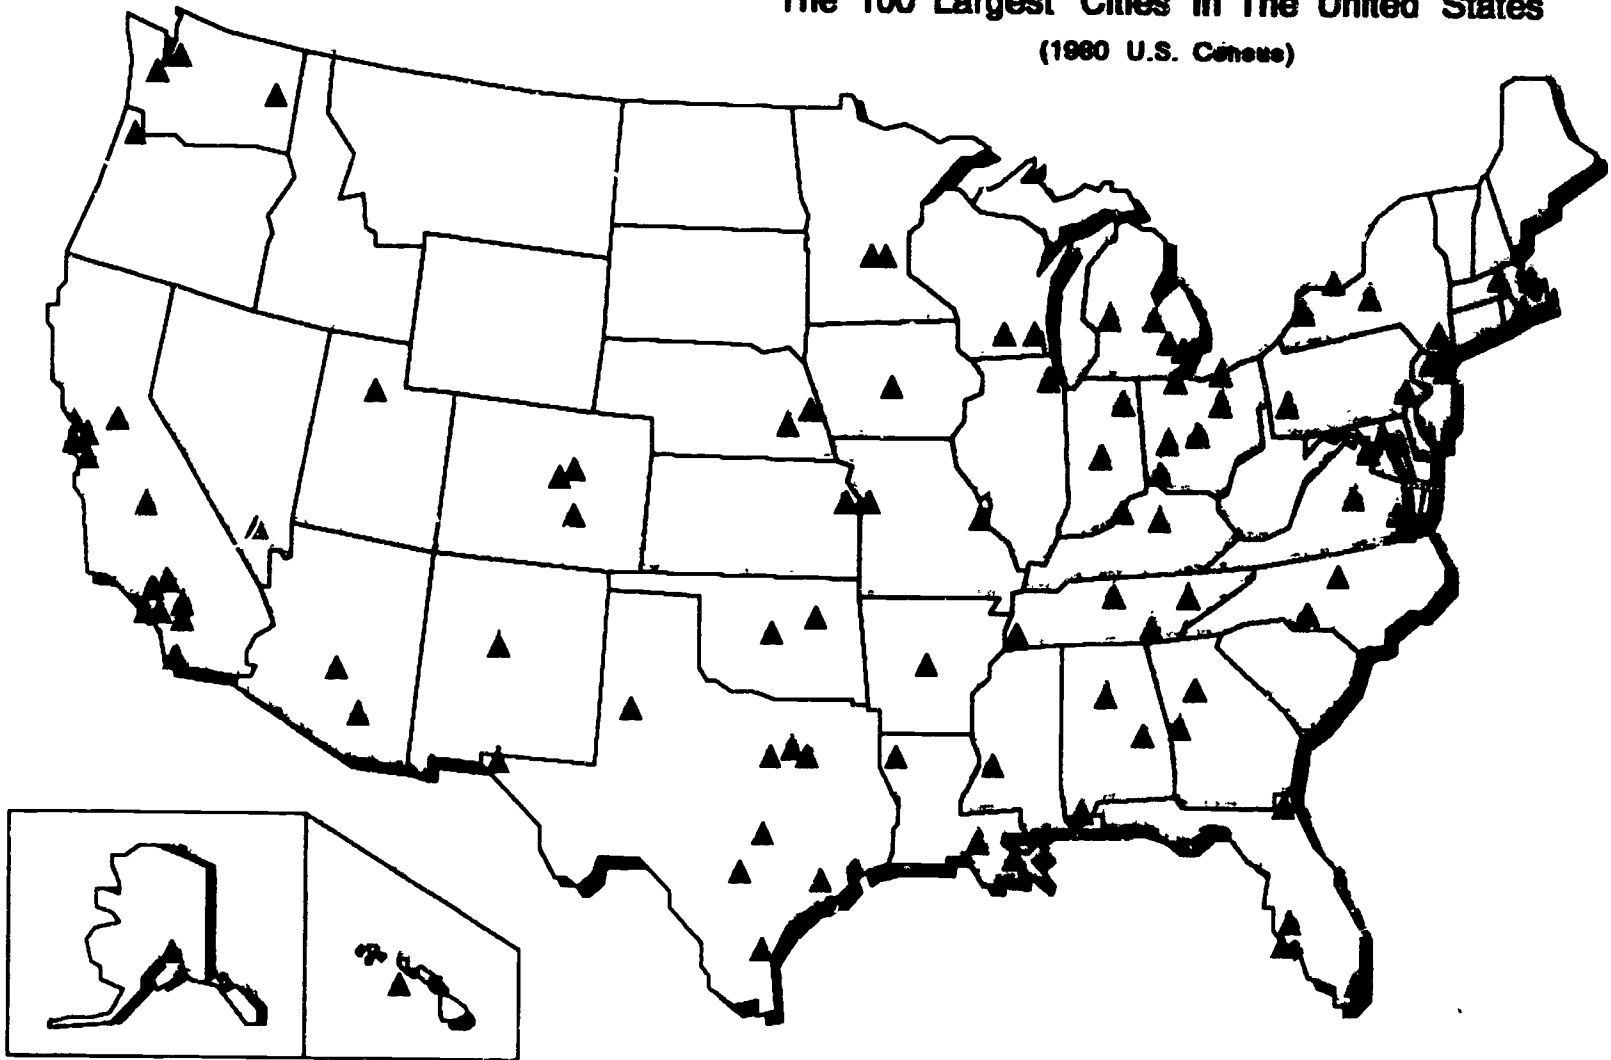 The 100 Largest Cities In The United States
(1980 U.S. Census)